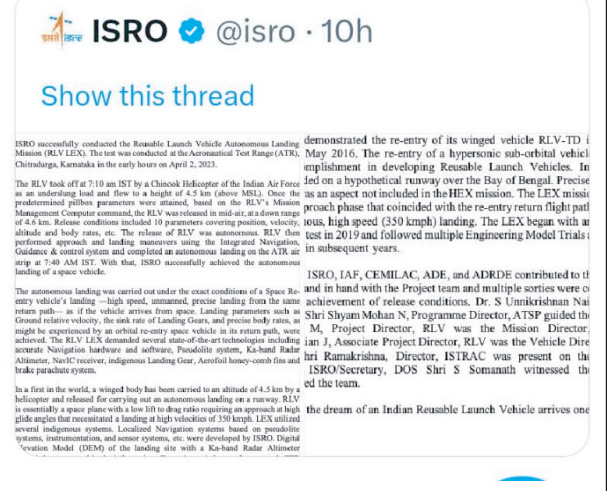 इसरो isro
ISRO @isro · 10h
Show this thread
ISRO successfully conducted the Reusable Launch Vehicle Autonomous Landing
Mission (RLV LEX). The test was conducted at the Aeronautical Test Range (ATR),
Chitradurga, Karnataka in the early hours on April 2, 2023.
The RLV took off at 7:10 am IST by a Chinook Helicopter of the Indian Air Force
as an underslung load and flew to a height of 4.5 km (above MSL). Once the
predetermined pillbox parameters were attained, based on the RLV's Mission
Management Computer command, the RLV was released in mid-air, at a down range
of 4.6 km. Release conditions included 10 parameters covering position, velocity,
altitude and body rates, etc. The release of RLV was autonomous. RLV then
performed approach and landing maneuvers using the Integrated Navigation,
Guidance & control system and completed an autonomous landing on the ATR air
strip at 7:40 AM IST. With that, ISRO successfully achieved the autonomous
landing of a space vehicle.
The autonomous landing was carried out under the exact conditions of a Space Re-
entry vehicle's landing —high speed, unmanned, precise landing from the same
return path— as if the vehicle arrives from space. Landing parameters such as
Ground relative velocity, the sink rate of Landing Gears, and precise body rates, as
might be experienced by an orbital re-entry space vehicle in its return path, were
achieved. The RLV LEX demanded several state-of-the-art technologies including
accurate Navigation hardware and software, Pseudolite system, Ka-band Radar
Altimeter, NavIC receiver, indigenous Landing Gear, Aerofoil honey-comb fins and
brake parachute system.
In a first in the world, a winged body has been carried to an altitude of 4.5 km by a
helicopter and released for carrying out an autonomous landing on a runway. RLV
is essentially a space plane with a low lift to drag ratio requiring an approach at high
glide angles that necessitated a landing at high velocities of 350 kmph. LEX utilized
several indigenous systems. Localized Navigation systems based on pseudolite
systems, instrumentation, and sensor systems, etc. were developed by ISRO. Digital
Elevation Model (DEM) of the landing site with a Ka-band Radar Altimeter
demonstrated the re-entry of its winged vehicle RLV-TD i
May 2016. The re-entry of a hypersonic sub-orbital vehicl
mplishment in developing Reusable Launch Vehicles. In
ded on a hypothetical runway over the Bay of Bengal. Precise
as an aspect not included in the HEX mission. The LEX missi
proach phase that coincided with the re-entry return flight path
ious, high speed (350 kmph) landing. The LEX began with an
test in 2019 and followed multiple Engineering Model Trials
in subsequent years.
ISRO, IAF, CEMILAC, ADE, and ADRDE contributed to th
and in hand with the Project team and multiple sorties were c
achievement of release conditions. Dr. S Unnikrishnan Nai
Shri Shyam Mohan N, Programme Director, ATSP guided the
M, Project Director, RLV was the Mission Director,
ian J, Associate Project Director, RLV was the Vehicle Dire
hri Ramakrishna, Director, ISTRAC was present on the
ISRO/Secretary, DOS Shri S Somanath witnessed the
ed the team.
the dream of an Indian Reusable Launch Vehicle arrives one